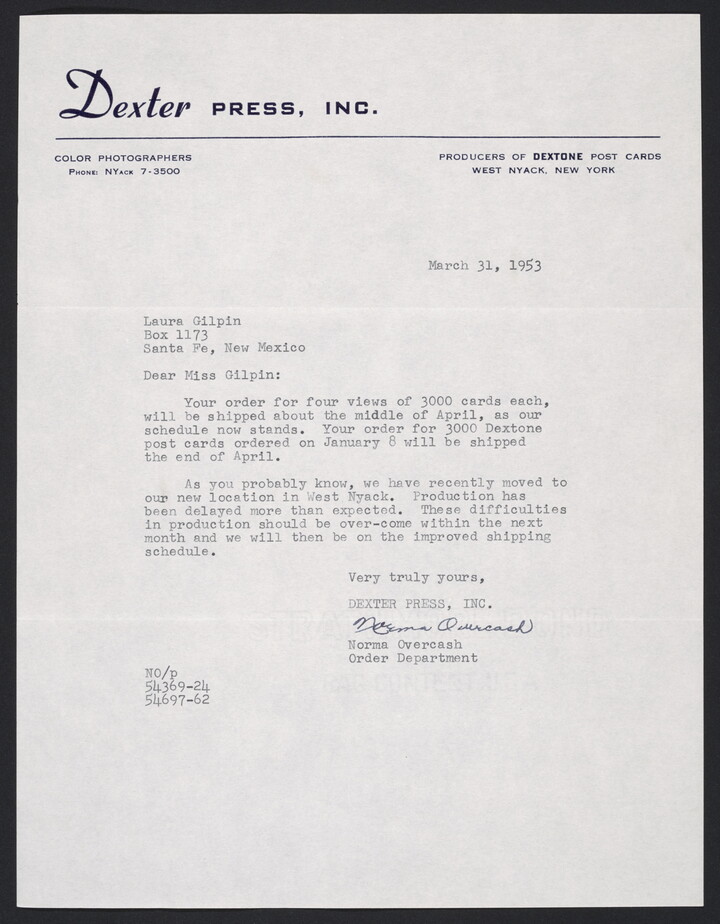 Dexter PRESS, INC.
COLOR PHOTOGRAPHERS
PHONE: NYACK 7-3500
PRODUCERS OF DEXTONE POST CARDS
WEST NYACK, NEW YORK
March 31, 1953
Laura Gilpin
Box 1173
Santa Fe, New Mexico
Dear Miss Gilpin:
Your order for four views of 3000 cards each,
will be shipped about the middle of April, as our
schedule now stands. Your order for 3000 Dextone
post cards ordered on January 8 will be shipped
the end of April.
As you probably know, we have recently moved to
our new location in West Nyack. Production has
been delayed more than expected. These difficulties
in production should be over-come within the next
month and we will then be on the improved shipping
schedule.
Very truly yours,
DEXTER PRESS, INC.
Norma Overcash
Norma Overcash
Order Department
NO/p
54369-24
54697-62